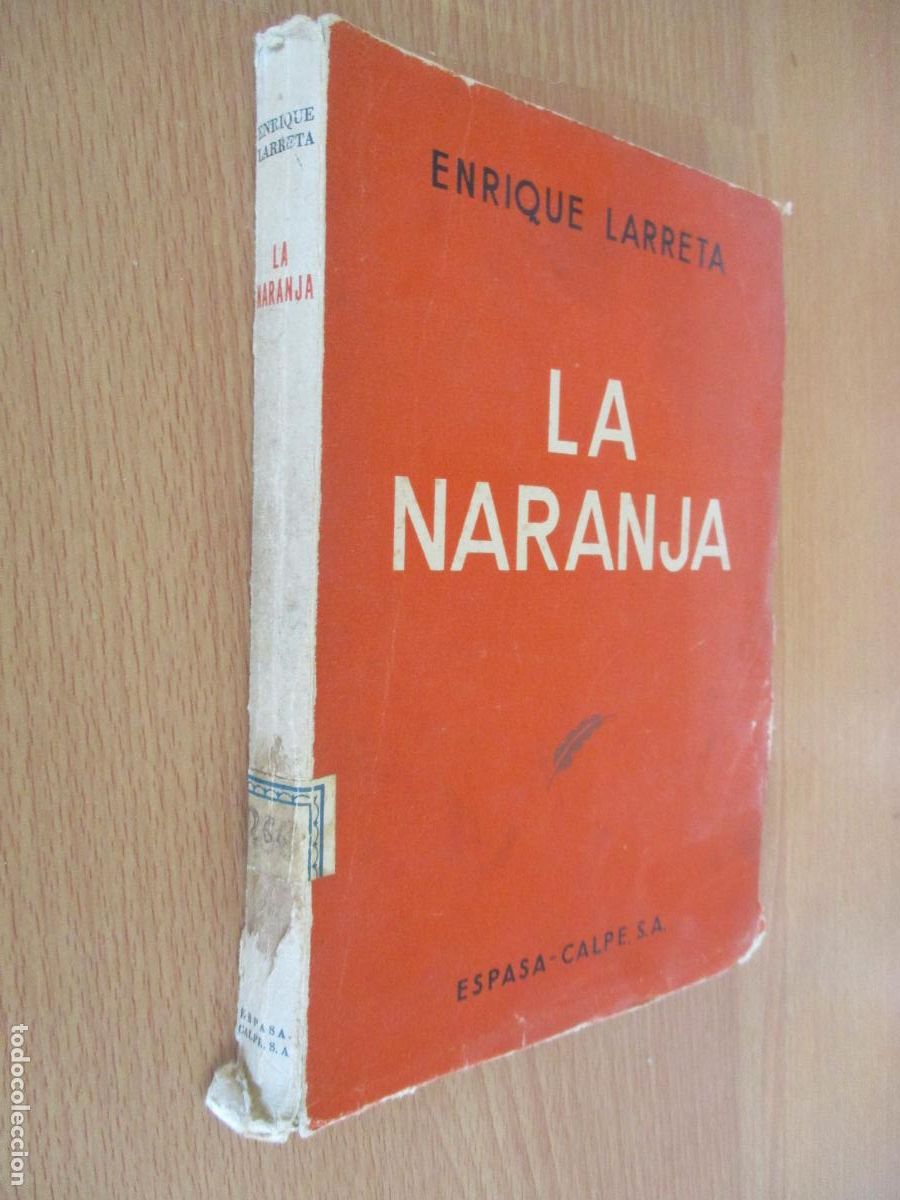 ENRIQUE
LARRETA
LA
NARANJA
ESPASA-
CALPE, S. A
ENRIQUE LARRETA
LA
NARANJA
ESPASA-CALPE, S.A.
todocoleccion